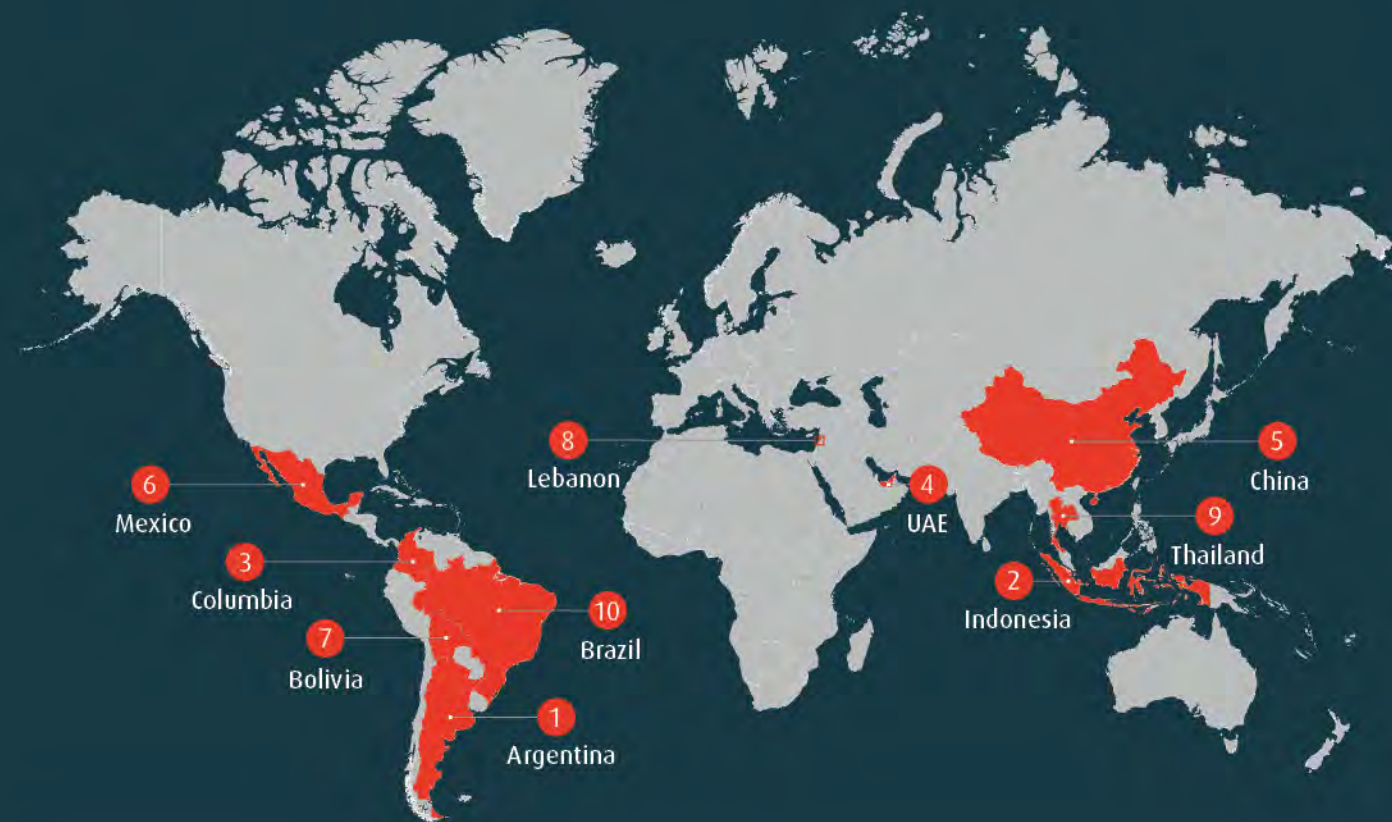 8
Lebanon
5
China
6
Mexico
4
UAE
9
Thailand
3
Columbia
2
Indonesia
10
Brazil
7
Bolivia
1
Argentina